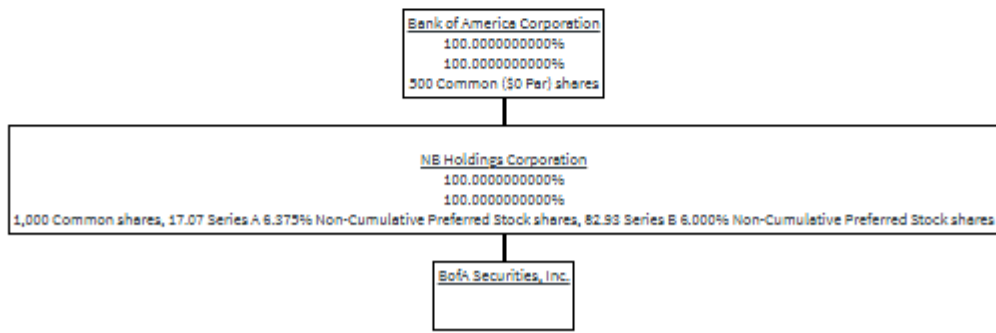 Bank of America Corporation
100.0000000000%
100.0000000000%
500 Common ($0 Par) shares
NB Holdings Corporation
100.0000000000%
100.0000000000%
1,000 Common shares, 17.07 Series A 6.375% Non-Cumulative Preferred Stock shares, 82.93 Series B 6.000% Non-Cumulative Preferred Stock shares
BofA Securities, Inc.